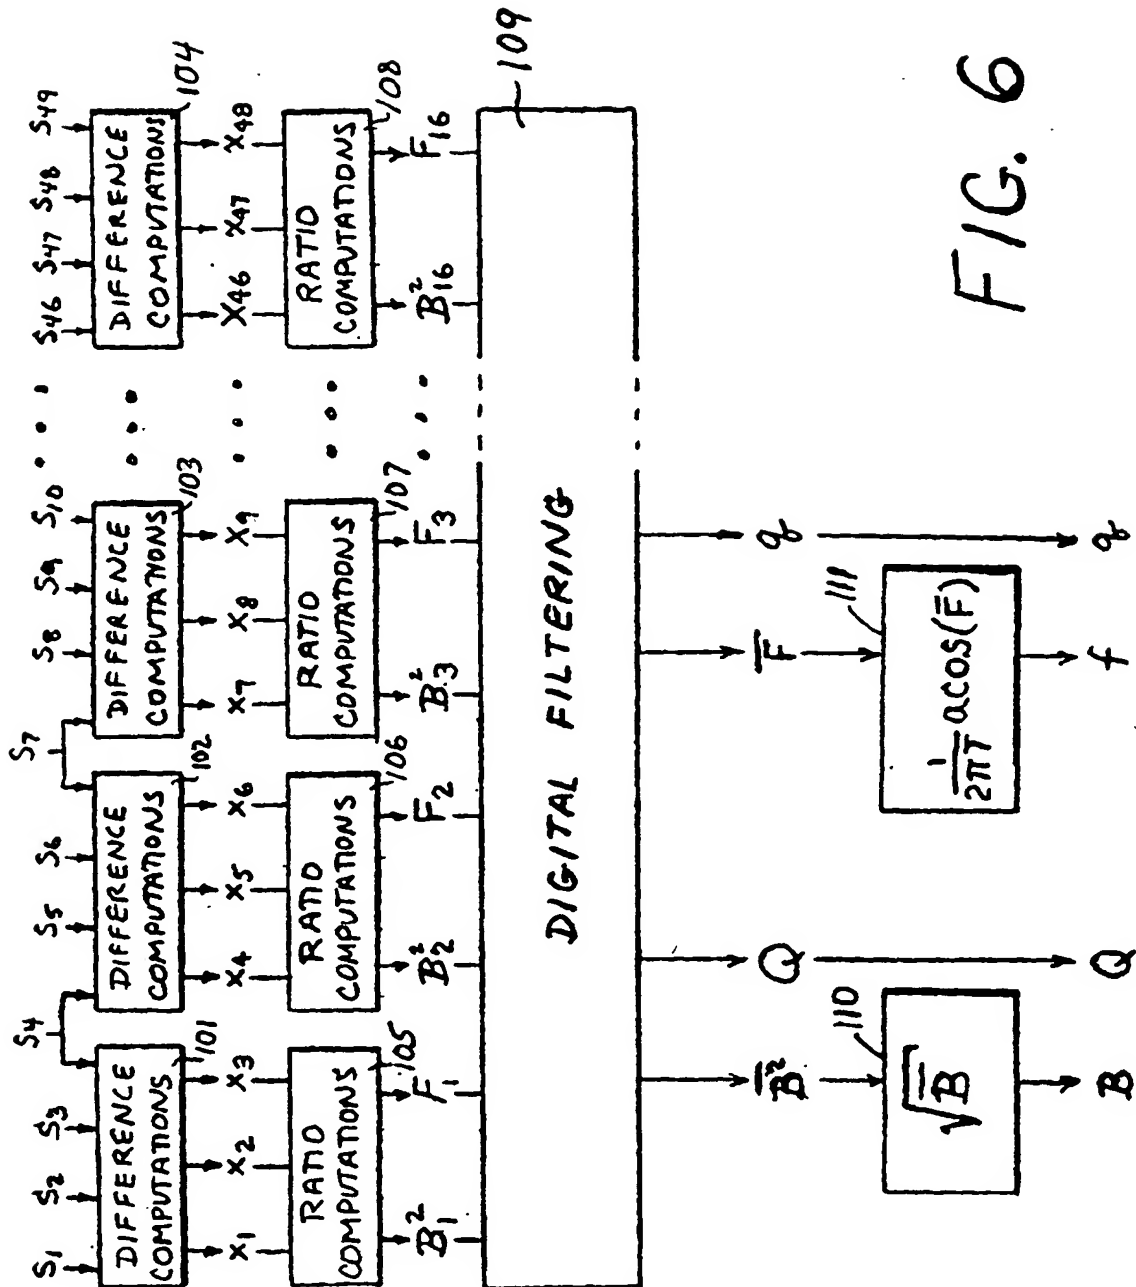 S1 S2 S3 S4 S5 S6 S7 S8 S9 S10 • • • S46 S47 S48 S49
DIFFERENCE COMPUTATIONS 101
DIFFERENCE COMPUTATIONS 102
DIFFERENCE COMPUTATIONS 103
• • •
DIFFERENCE COMPUTATIONS 104
X1 X2 X3 X4 X5 X6 X7 X8 X9 • • • X46 X47 X48
RATIO COMPUTATIONS 105
RATIO COMPUTATIONS 106
RATIO COMPUTATIONS 107
• • •
RATIO COMPUTATIONS 108
B₁² F1 B₂² F2 B₃² F3 • • • B₁₆² F16
DIGITAL FILTERING 109
B̅² Q F̅ q
√B̅ 110
1/2πT acos(F̅) 111
B Q f q
FIG. 6